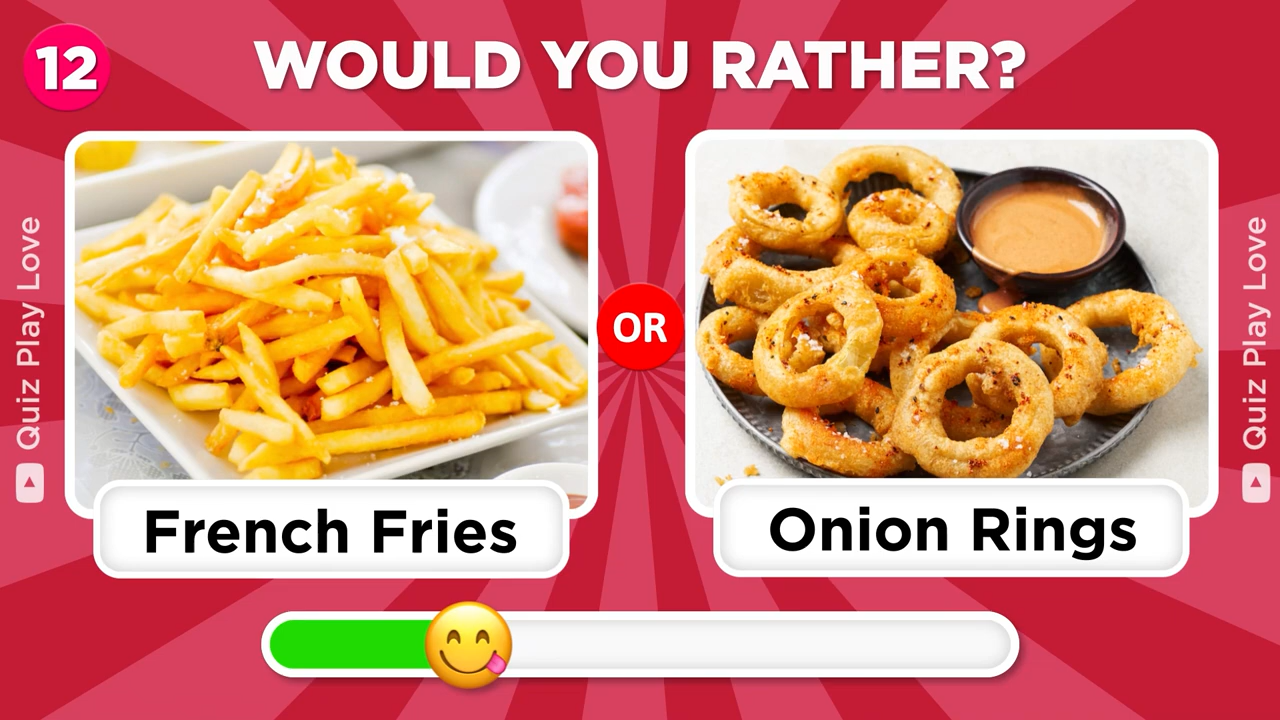 12
WOULD YOU RATHER?
Quiz Play Love
OR
Quiz Play Love
French Fries
Onion Rings